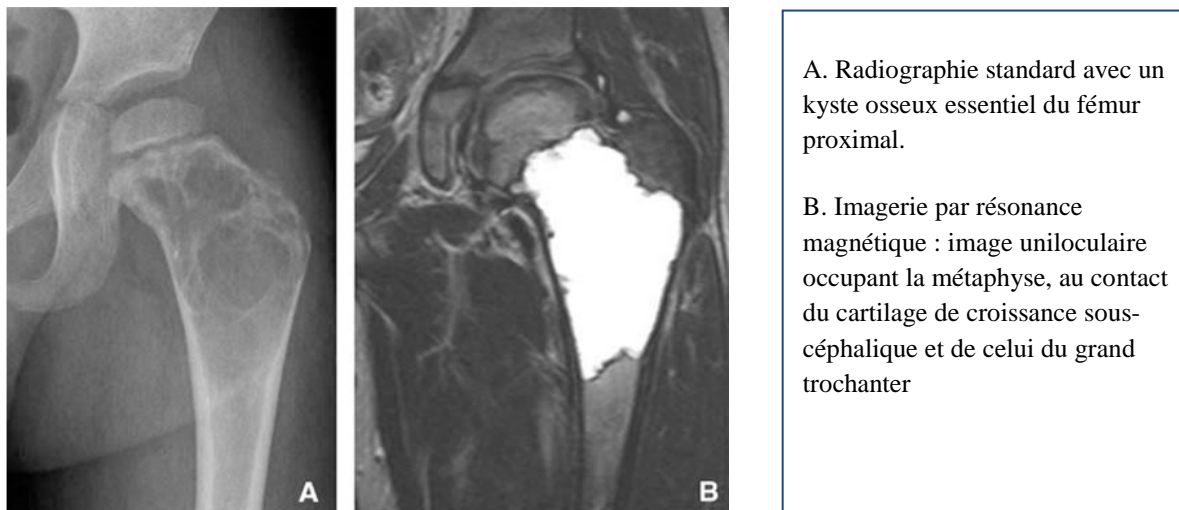 A
B
A. Radiographie standard avec un
kyste osseux essentiel du fémur
proximal.
B. Imagerie par résonance
magnétique : image uniloculaire
occupant la métaphyse, au contact
du cartilage de croissance sous-
céphalique et de celui du grand
trochanter